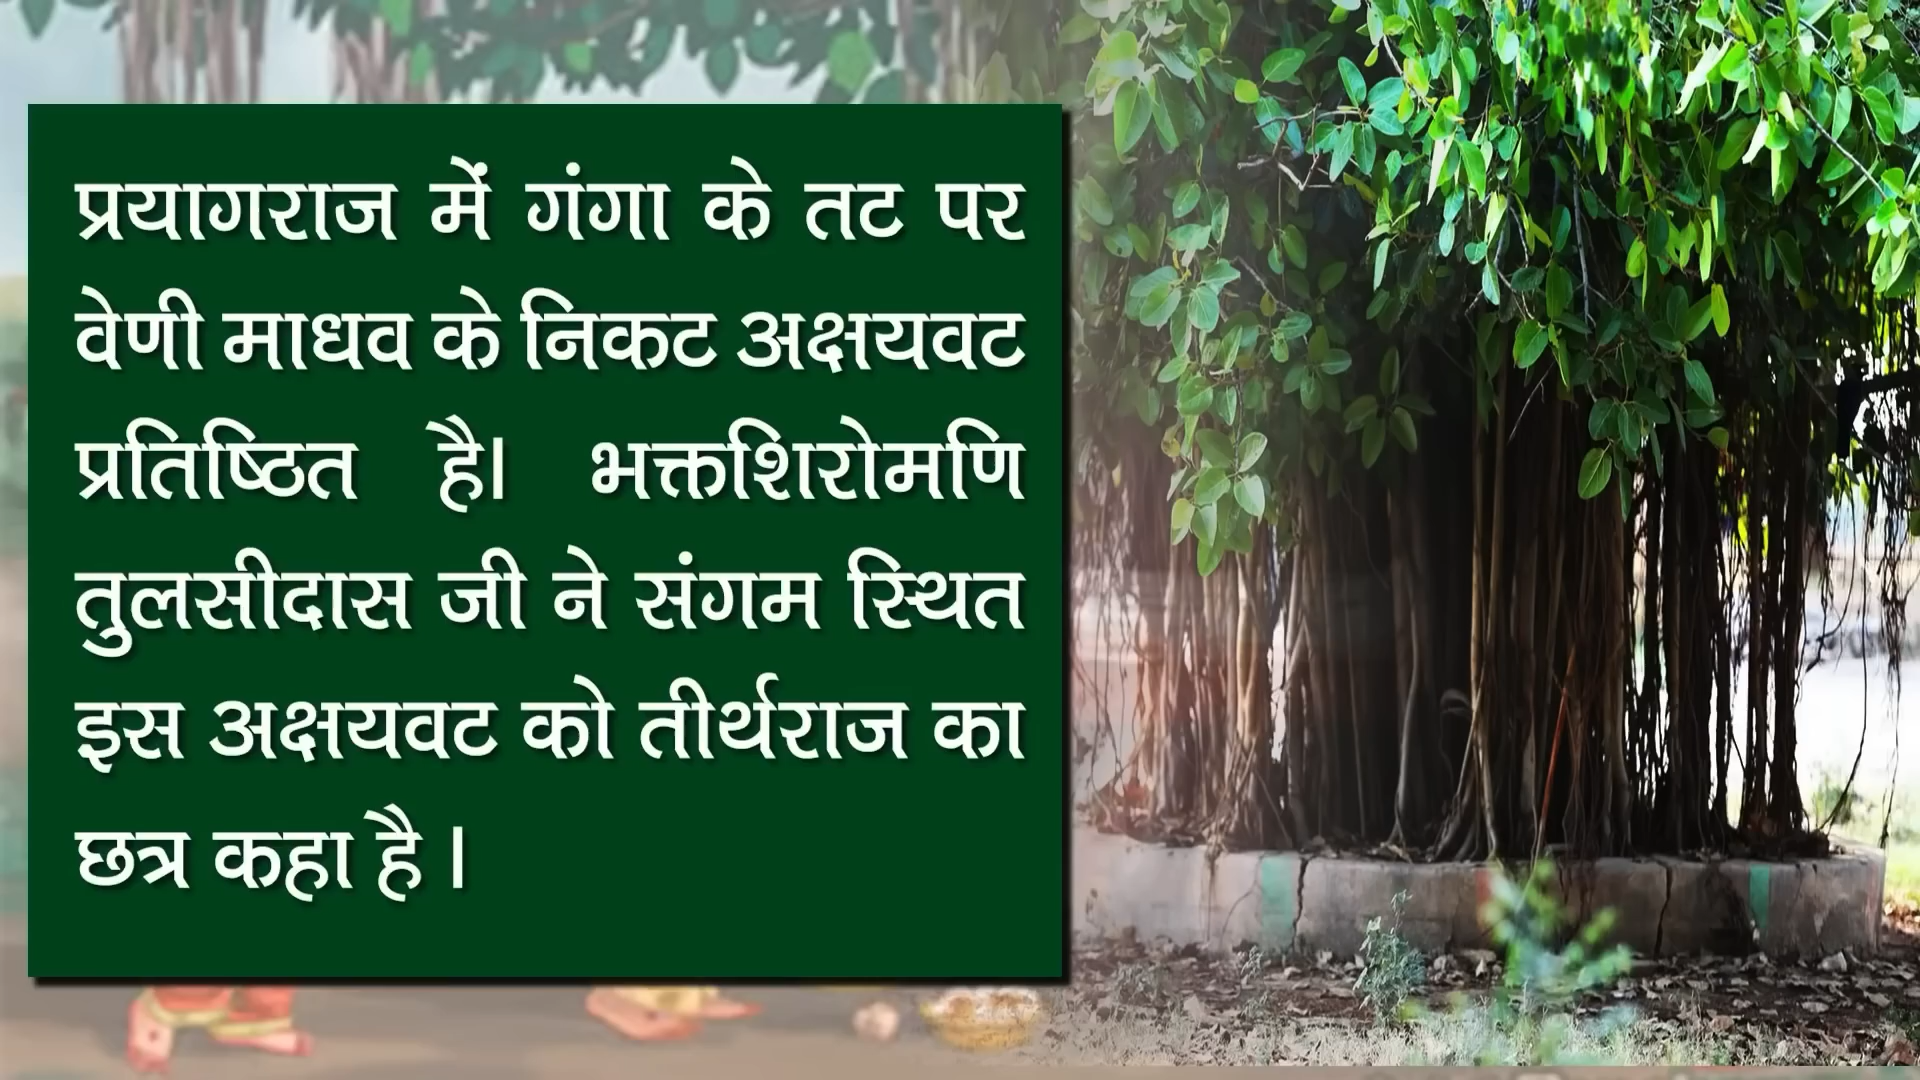 प्रयागराज में गंगा के तट पर
वेणी माधव के निकट अक्षयवट
प्रतिष्ठित है। भक्तशिरोमणि
तुलसीदास जी ने संगम स्थित
इस अक्षयवट को तीर्थराज का
छत्र कहा है ।